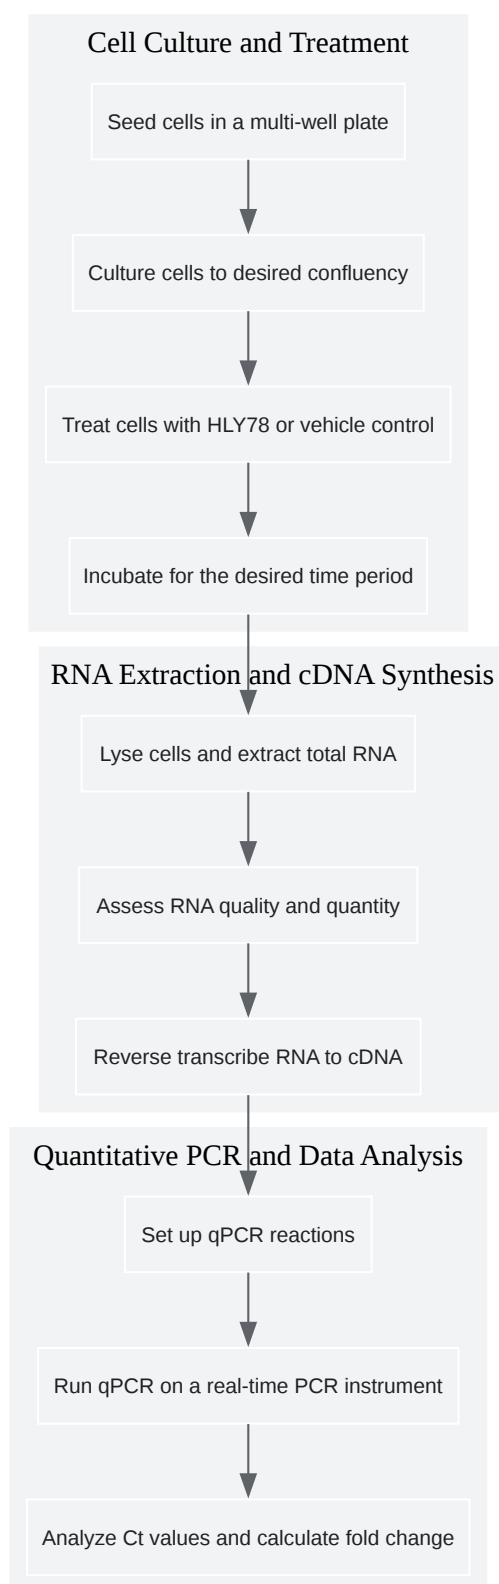 Cell Culture and Treatment
Seed cells in a multi-well plate
Culture cells to desired confluency
Treat cells with HLY78 or vehicle control
Incubate for the desired time period
RNA Extraction and cDNA Synthesis
Lyse cells and extract total RNA
Assess RNA quality and quantity
Reverse transcribe RNA to cDNA
Quantitative PCR and Data Analysis
Set up qPCR reactions
Run qPCR on a real-time PCR instrument
Analyze Ct values and calculate fold change